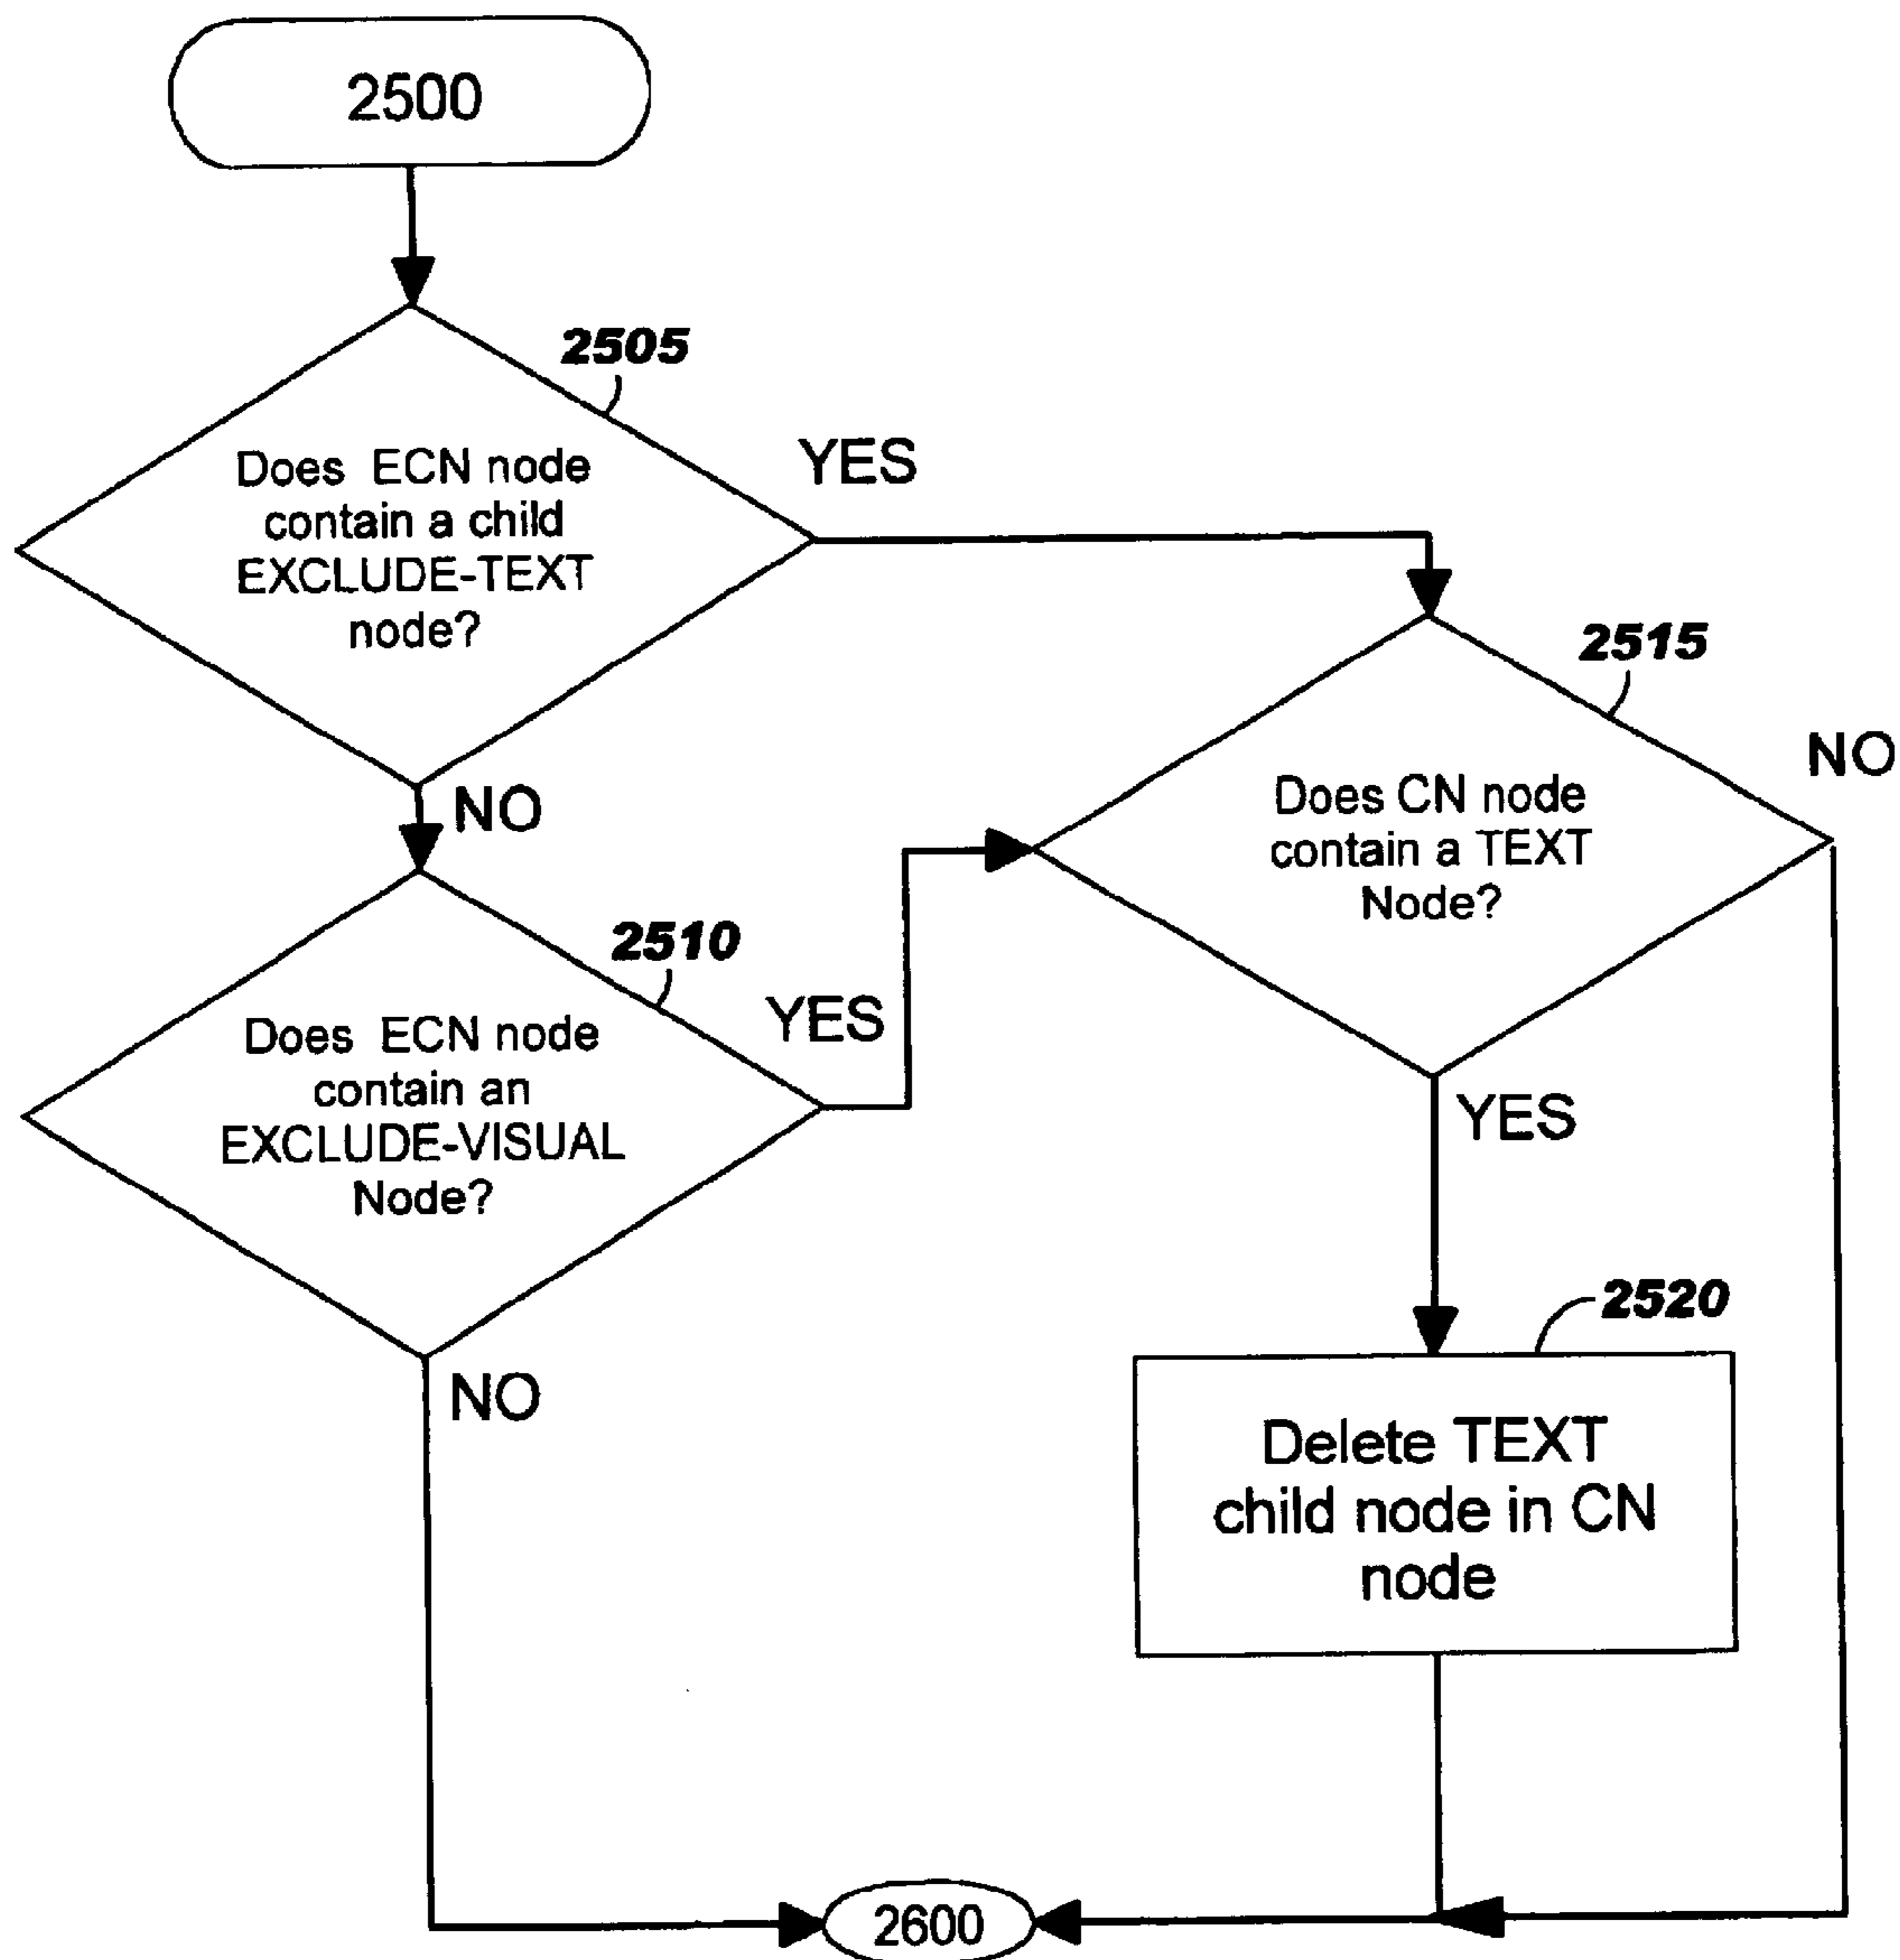 2500
2505
Does ECN node
contain a child
EXCLUDE-TEXT
node?
YES
NO
2510
Does ECN node
contain an
EXCLUDE-VISUAL
Node?
YES
NO
2515
Does CN node
contain a TEXT
Node?
NO
YES
2520
Delete TEXT
child node in CN
node
2600